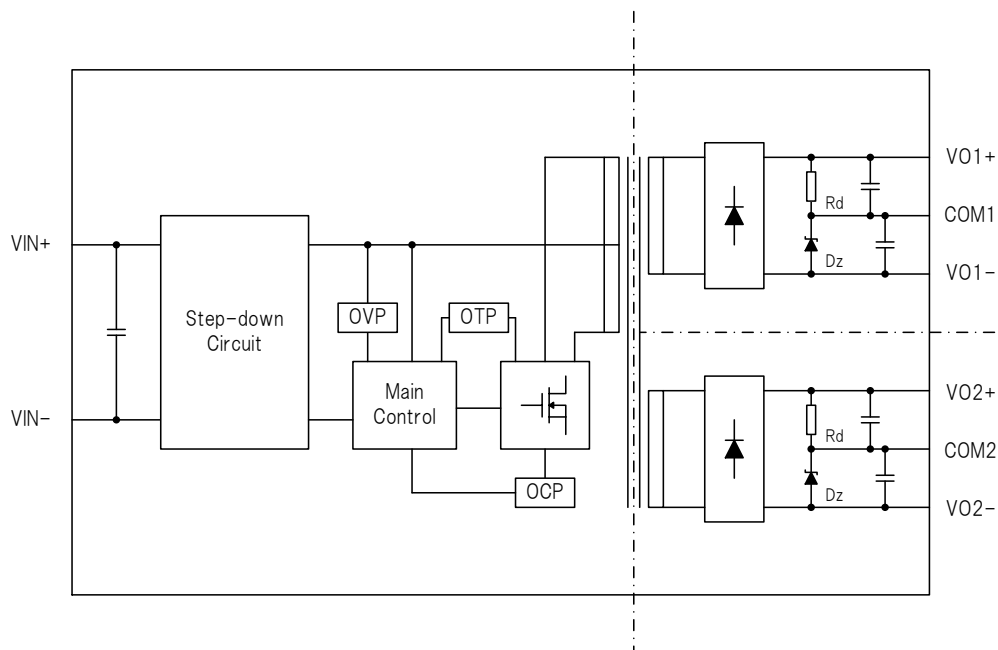 VIN+
VIN-
Step-down
Circuit
OVP
OTP
Main
Control
OCP
Rd
Dz
VO1+
COM1
VO1-
Rd
Dz
VO2+
COM2
VO2-